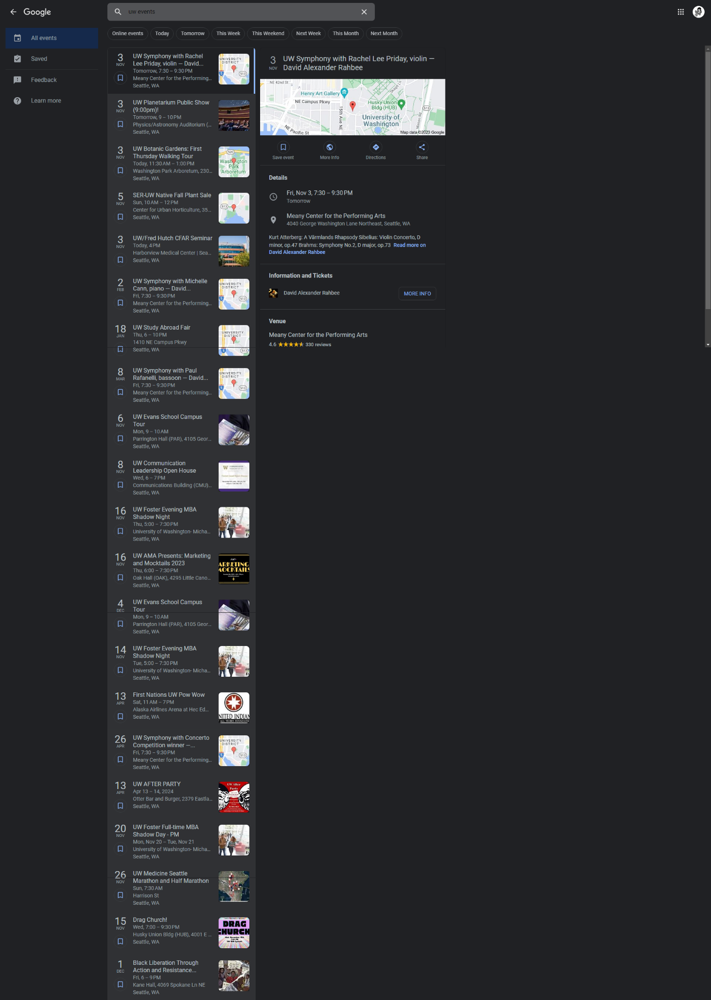 Google
uw events
All events
Saved
Feedback
Learn more
Online events
Today
Tomorrow
This Week
This Weekend
Next Week
This Month
Next Month
3
NOV
UW Symphony with Rachel
Lee Priday, violin — David...
Tomorrow, 7:30 – 9:30 PM
Meany Center for the Performing...
Seattle, WA
UNIVERSITY
DISTRICT
5
513
3
NOV
UW Planetarium Public Show
(9:00pm)!
Tomorrow, 9 – 10 PM
Physics/Astronomy Auditorium (...
Seattle, WA
3
NOV
UW Botanic Gardens: First
Thursday Walking Tour
Today, 11:30 AM – 1:00 PM
Washington Park Arboretum, 230...
Seattle, WA
520
Washington
Park
Arboretum
5
NOV
SER-UW Native Fall Plant Sale
Sun, 10 AM – 12 PM
Center for Urban Horticulture, 35...
Seattle, WA
513
3
NOV
UW/Fred Hutch CFAR Seminar
Today, 4 PM
Harborview Medical Center | Sea...
Seattle, WA
2
FEB
UW Symphony with Michelle
Cann, piano — David...
Fri, 7:30 – 9:30 PM
Meany Center for the Performing...
Seattle, WA
UNIVERSITY
DISTRICT
5
513
18
JAN
UW Study Abroad Fair
Thu, 6 – 10 PM
1410 NE Campus Pkwy
Seattle, WA
UNIVERSITY
DISTRICT
5
513
8
MAR
UW Symphony with Paul
Rafanelli, bassoon — David...
Fri, 7:30 – 9:30 PM
Meany Center for the Performing...
Seattle, WA
UNIVERSITY
DISTRICT
5
513
6
NOV
UW Evans School Campus
Tour
Mon, 9 – 10 AM
Parrington Hall (PAR), 4105 Geor...
Seattle, WA
8
NOV
UW Communication
Leadership Open House
Wed, 6 – 7 PM
Communications Building (CMU)...
Seattle, WA
W
16
NOV
UW Foster Evening MBA
Shadow Night
Thu, 5:00 – 7:30 PM
University of Washington- Micha...
Seattle, WA
16
NOV
UW AMA Presents: Marketing
and Mocktails 2023
Thu, 6:00 – 7:30 PM
Oak Hall (OAK), 4295 Little Cano...
Seattle, WA
ARKETING
MOCKTAILS
4
DEC
UW Evans School Campus
Tour
Mon, 9 – 10 AM
Parrington Hall (PAR), 4105 Geor...
Seattle, WA
14
NOV
UW Foster Evening MBA
Shadow Night
Tue, 5:00 – 7:30 PM
University of Washington- Micha...
Seattle, WA
13
APR
First Nations UW Pow Wow
Sat, 11 AM – 7 PM
Alaska Airlines Arena at Hec Ed...
Seattle, WA
NITED INDIAN
ALL TRIBES FOUNDATI
26
APR
UW Symphony with Concerto
Competition winner —...
Fri, 7:30 – 9:30 PM
Meany Center for the Performing...
Seattle, WA
UNIVERSITY
DISTRICT
5
513
13
APR
UW AFTER PARTY
Apr 13 – 14, 2024
Otter Bar and Burger, 2379 Eastla...
Seattle, WA
UW After
Party
20
NOV
UW Foster Full-time MBA
Shadow Day - PM
Mon, Nov 20 – Tue, Nov 21
University of Washington- Micha...
Seattle, WA
26
NOV
UW Medicine Seattle
Marathon and Half Marathon
Sun, 7:30 AM
Harrison St
Seattle, WA
15
NOV
Drag Church!
Wed, 7:00 – 9:30 PM
Husky Union Bldg (HUB), 4001 E ...
Seattle, WA
DRAG
CHURCH
1
DEC
Black Liberation Through
Action and Resistance...
Fri, 6 – 9 PM
Kane Hall, 4069 Spokane Ln NE
Seattle, WA
3
NOV
UW Symphony with Rachel Lee Priday, violin —
David Alexander Rahbee
NE 42nd St
Skagit Ln
Henry Art Gallery
NE Campus Pkwy
15th Ave NE
Husky Union
Bldg (HUB)
513
University of
Washington
Mason Rd
NE Pacific St
Map data ©2023 Google
Save event
More Info
Directions
Share
Details
Fri, Nov 3, 7:30 – 9:30 PM
Tomorrow
Meany Center for the Performing Arts
4040 George Washington Lane Northeast, Seattle, WA
Kurt Atterberg: A Värmlands Rhapsody Sibelius: Violin Concerto, D
minor, op.47 Brahms: Symphony No.2, D major, op.73 Read more on
David Alexander Rahbee
Information and Tickets
David Alexander Rahbee
MORE INFO
Venue
Meany Center for the Performing Arts
4.6 330 reviews